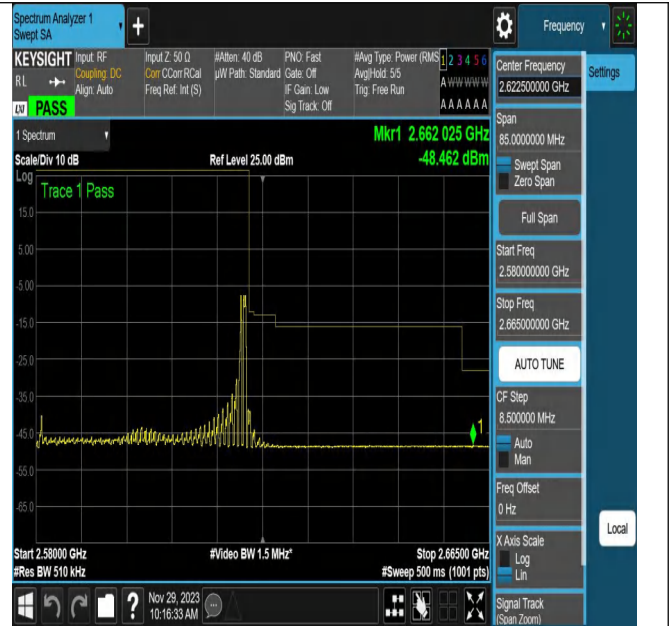 Spectrum Analyzer 1
Swept SA
+
Frequency
KEYSIGHT
Input: RF
Input Z: 50 Ω
#Atten: 40 dB
PNO: Fast
#Avg Type: Power (RMS
1 2 3 4 5 6
RL
Coupling: DC
Corr CCorr RCal
µW Path: Standard
Gate: Off
Avg|Hold: 5/5
A W W W W W
Align: Auto
Freq Ref: Int (S)
IF Gain: Low
Trig: Free Run
LXI
PASS
Sig Track: Off
A A A A A A
1 Spectrum
Mkr1 2.662 025 GHz
Scale/Div 10 dB
Ref Level 25.00 dBm
-48.462 dBm
Log
Trace 1 Pass
15.0
5.00
-5.00
-15.0
-25.0
-35.0
-45.0
-55.0
-65.0
1
Start 2.58000 GHz
#Video BW 1.5 MHz*
Stop 2.66500 GHz
#Res BW 510 kHz
#Sweep 500 ms (1001 pts)
?
Nov 29, 2023
10:16:33 AM
Center Frequency
2.622500000 GHz
Settings
Span
85.0000000 MHz
Swept Span
Zero Span
Full Span
Start Freq
2.580000000 GHz
Stop Freq
2.665000000 GHz
AUTO TUNE
CF Step
8.500000 MHz
Auto
Man
Freq Offset
0 Hz
Local
X Axis Scale
Log
Lin
Signal Track
(Span Zoom)